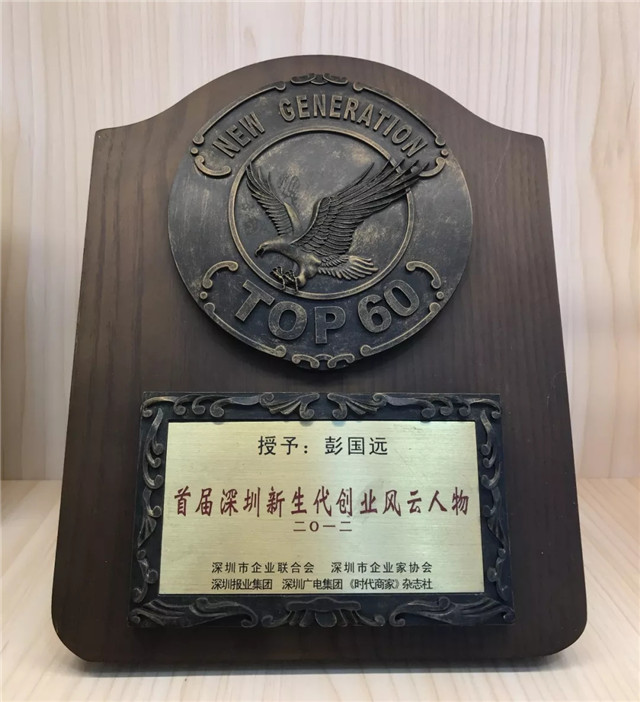 NEW GENERATION
TOP 60
授予：彭国远
首届深圳新生代创业风云人物
二〇一二
深圳市企业联合会 深圳市企业家协会
深圳报业集团 深圳广电集团 《时代商家》杂志社